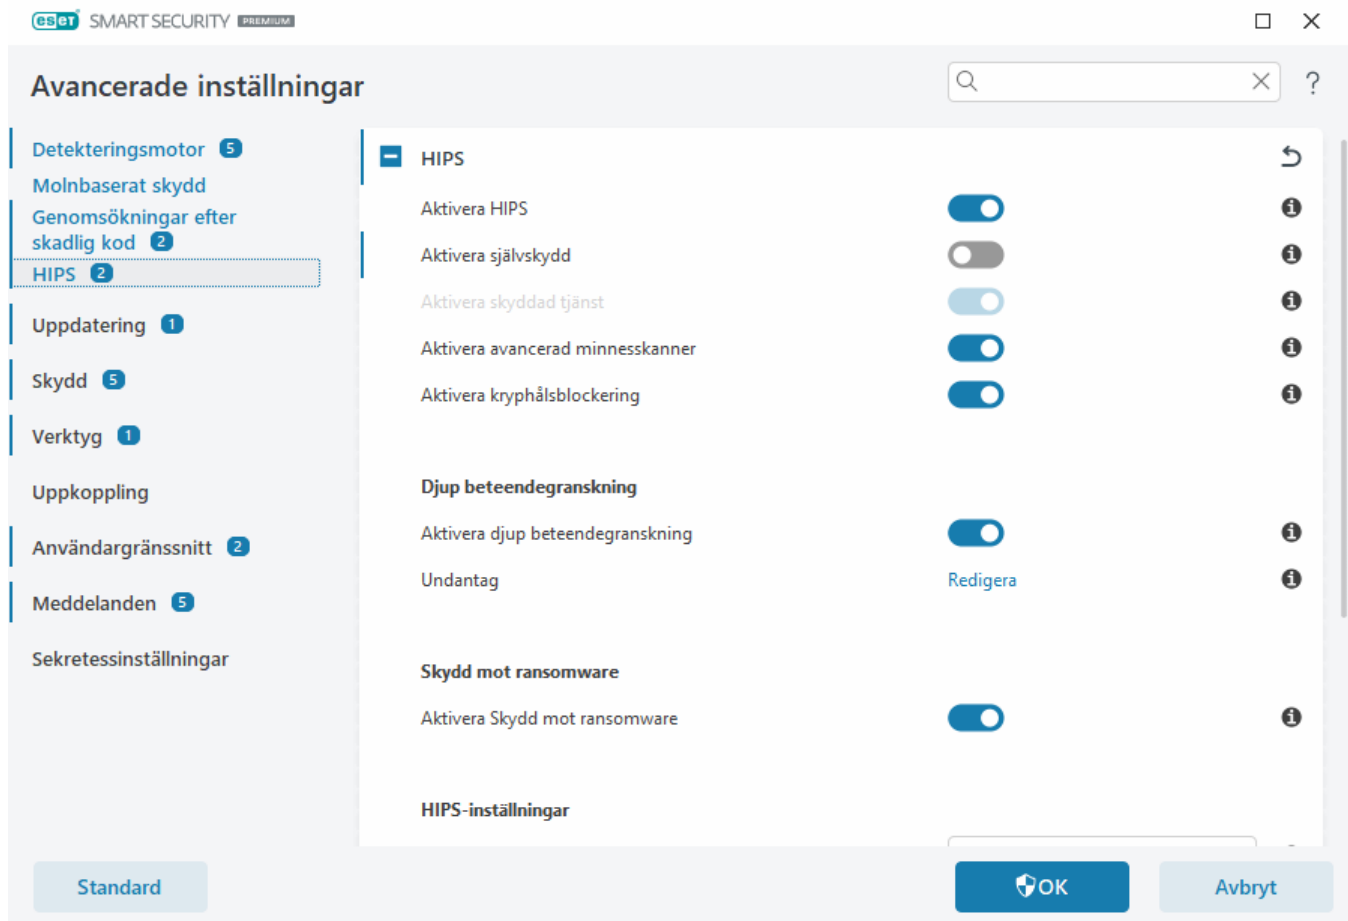 eset SMART SECURITY PREMIUM
Avancerade inställningar
?
Detekteringsmotor 5
Molnbaserat skydd
Genomsökningar efter
skadlig kod 2
HIPS 2
Uppdatering 1
Skydd 5
Verktyg 1
Uppkoppling
Användargränssnitt 2
Meddelanden 5
Sekretessinställningar
HIPS
Aktivera HIPS
Aktivera självskydd
Aktivera skyddad tjänst
Aktivera avancerad minnesskanner
Aktivera kryphålsblockering
Djup beteendegranskning
Aktivera djup beteendegranskning
Undantag Redigera
Skydd mot ransomware
Aktivera Skydd mot ransomware
HIPS-inställningar
Standard
OK
Avbryt